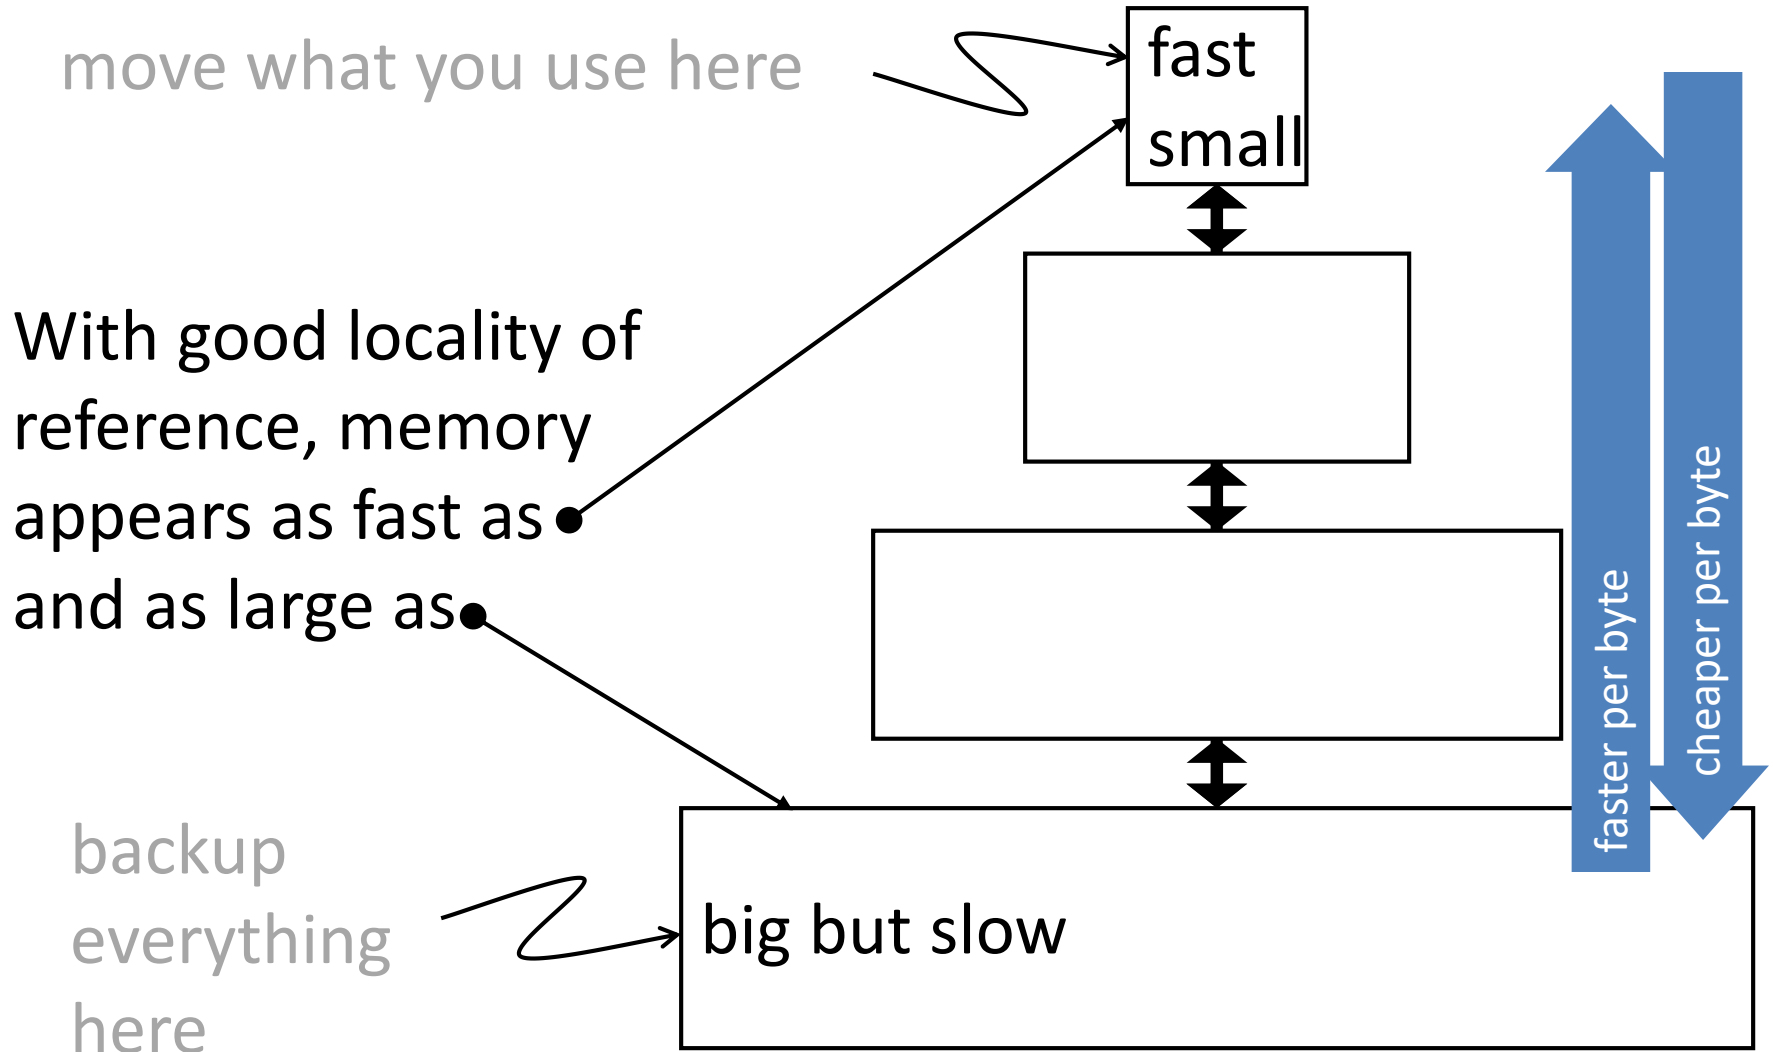 move what you use here
fast
small
With good locality of
reference, memory
appears as fast as
and as large as
faster per byte
cheaper per byte
backup
everything
here
big but slow